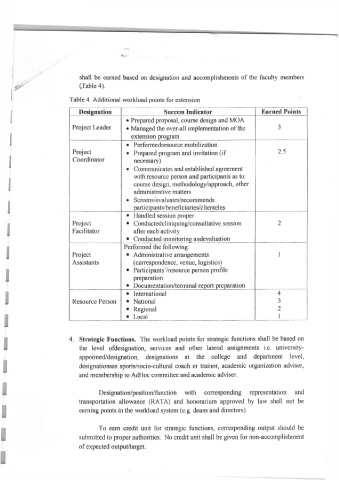 shall be earned based on designation and accomplishments of the faculty members
(Table 4).
Table 4. Additional workload points for extension
Designation Success Indicator Earned Points
Project Leader
• Prepared proposal, course design and MOA
• Managed the over-all implementation of the
extension program
3
Project
Coordinator
• Performedresource mobilization
• Prepared program and invitation (if
necessary)
• Communicates and established agreement
with resource person and participants as to:
course design, methodology/approach, other
administrative matters
• Screens/evaluates/recommends
participants/beneficiaries/clienteles
2.5
Project
Facilitator
• Handled session proper
• Conductedcritiquing/consultative session
after each activity
• Conducted monitoring andevaluation
2
Project
Assistants
Performed the following:
• Administrative arrangements
(correspondence, venue, logistics)
• Participants'/resource person profile
preparation
• Documentation/terminal report preparation
1
Resource Person
• International 4
• National 3
• Regional 2
• Local 1
4. Strategic Functions. The workload points for strategic functions shall be based on
the level ofdesignation, services and other lateral assignments i.e. university-
appointed/designation, designations at the college and department level,
designationsas sports/socio-cultural coach or trainor, academic organization adviser,
and membership to AdHoc committee and academic adviser.
Designation/position/function with corresponding representation and
transportation allowance (RATA) and honorarium approved by law shall not be
earning points in the workload system (e.g. deans and directors).
To earn credit unit for strategic functions, corresponding output should be
submitted to proper authorities. No credit unit shall be given for non-accomplishment
of expected output/target.